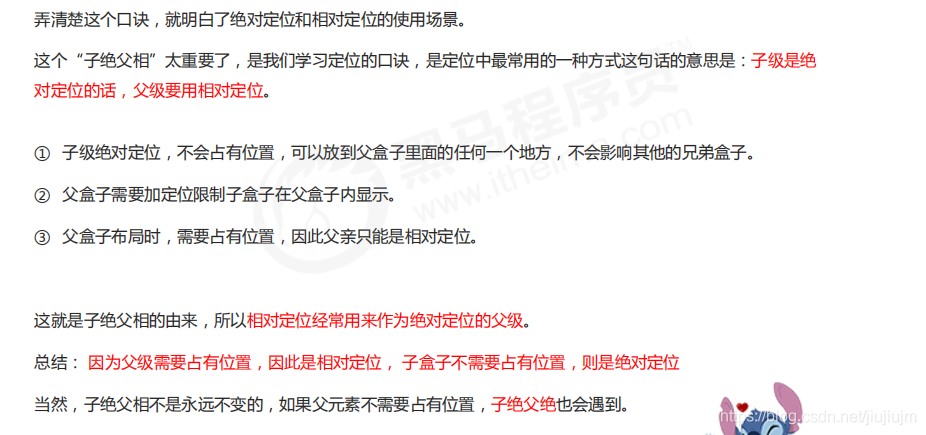 弄清楚这个口诀，就明白了绝对定位和相对定位的使用场景。
这个“子绝父相”太重要了，是我们学习定位的口诀，是定位中最常用的一种方式这句话的意思是：子级是绝
对定位的话，父级要用相对定位。
① 子级绝对定位，不会占有位置，可以放到父盒子里面的任何一个地方，不会影响其他的兄弟盒子。
② 父盒子需要加定位限制子盒子在父盒子内显示。
③ 父盒子布局时，需要占有位置，因此父亲只能是相对定位。
这就是子绝父相的由来，所以相对定位经常用来作为绝对定位的父级。
总结： 因为父级需要占有位置，因此是相对定位， 子盒子不需要占有位置，则是绝对定位
当然，子绝父相不是永远不变的，如果父元素不需要占有位置，子绝父绝也会遇到。
黑马程序员™
www.itheima.com
https://blog.csdn.net/jiujiujm